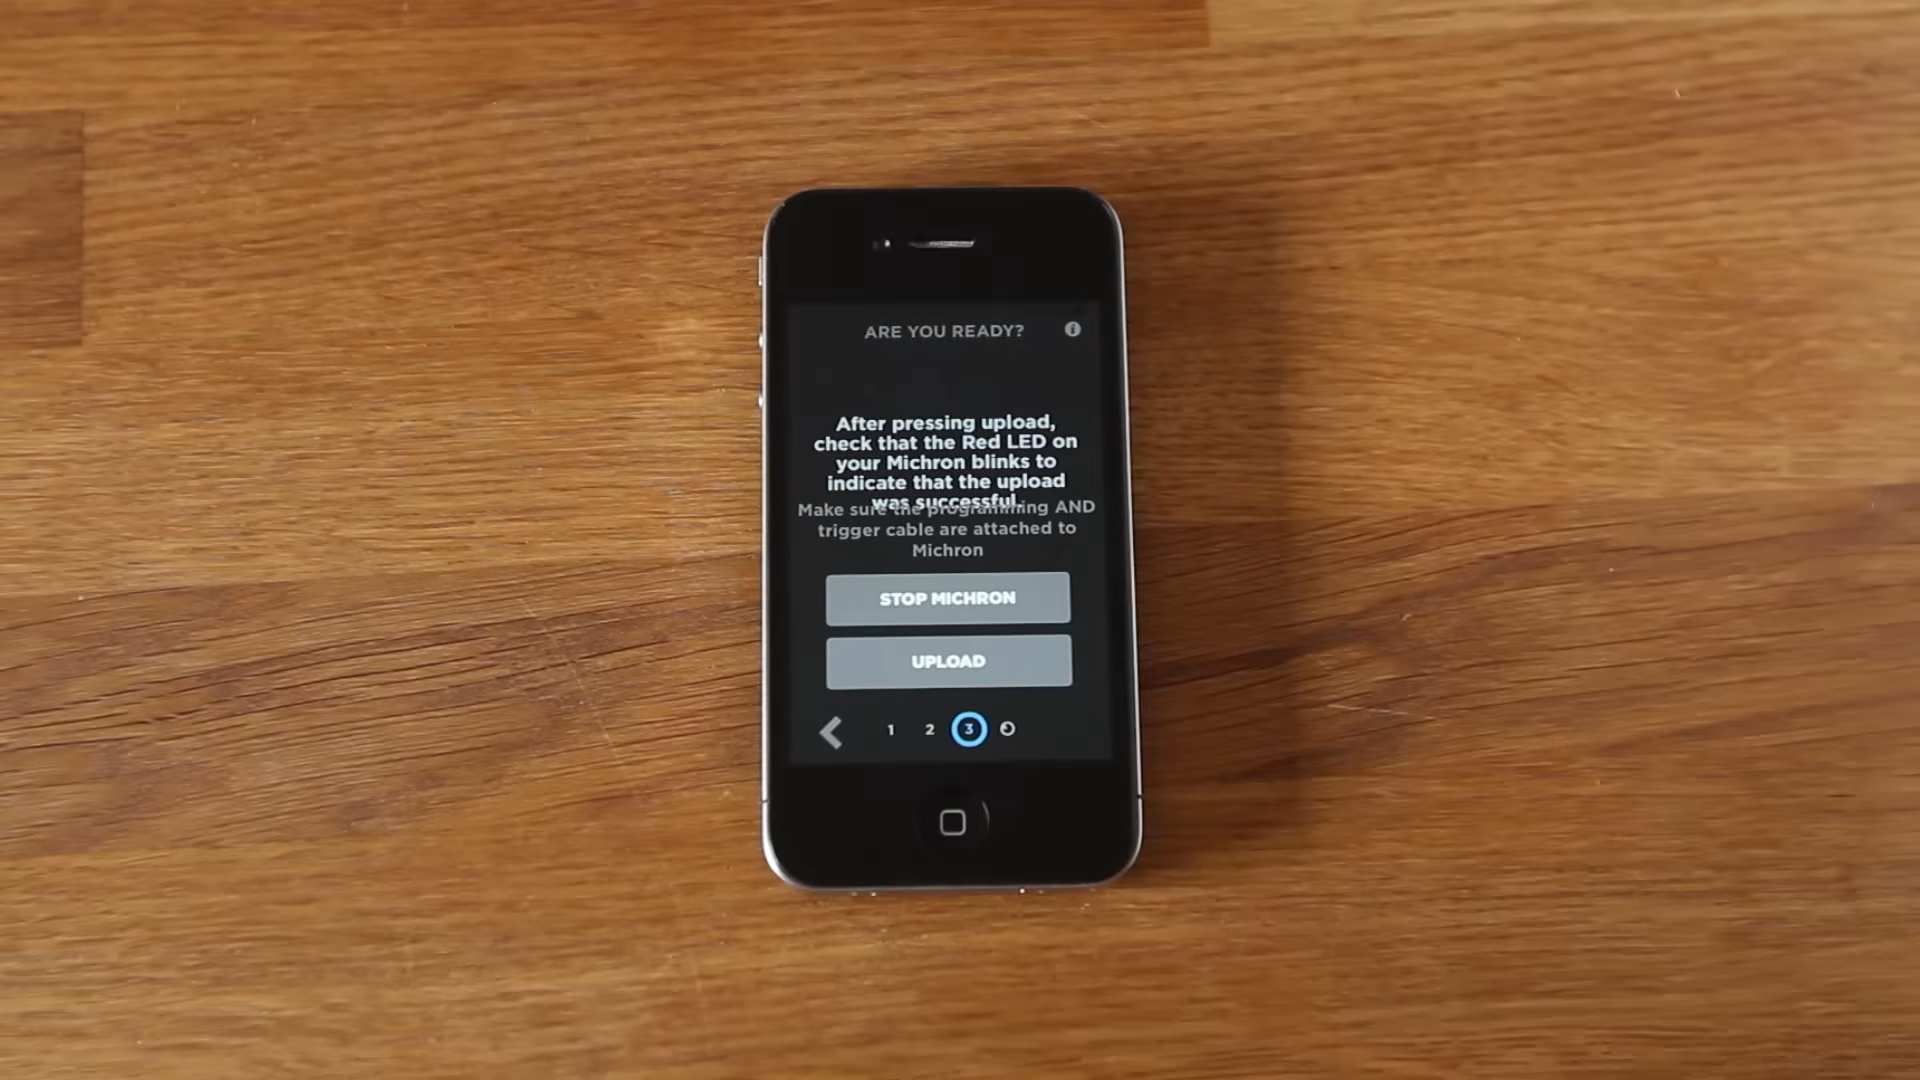 ARE YOU READY?
After pressing upload,
check that the Red LED on
your Michron blinks to
indicate that the upload
was successful.
Make sure the programming AND
trigger cable are attached to
Michron
STOP MICHRON
UPLOAD
1 2 3